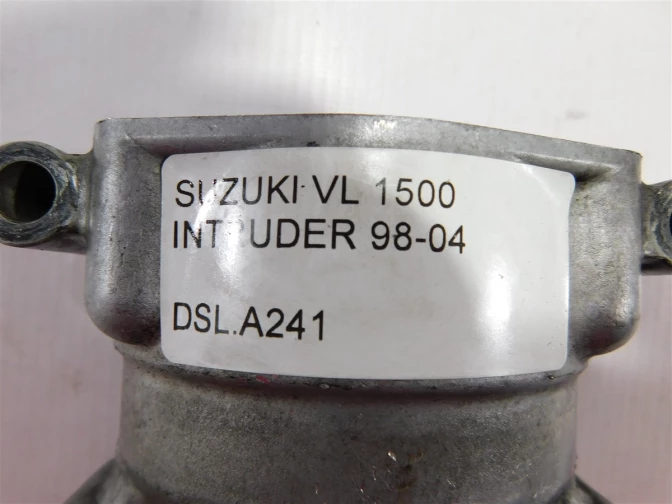 SUZUKI VL 1500
INTRUDER 98-04
DSL.A241